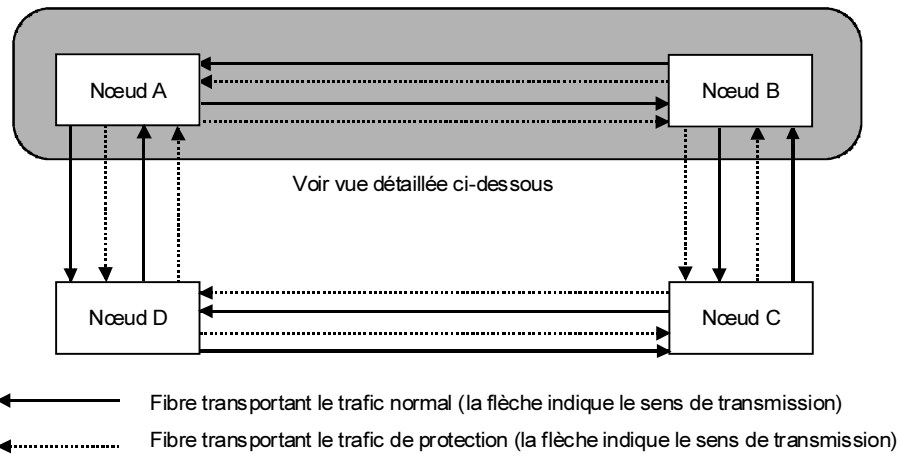 Nœud A
Nœud B
Voir vue détaillée ci-dessous
Nœud D
Nœud C
Fibre transportant le trafic normal (la flèche indique le sens de transmission)
Fibre transportant le trafic de protection (la flèche indique le sens de transmission)